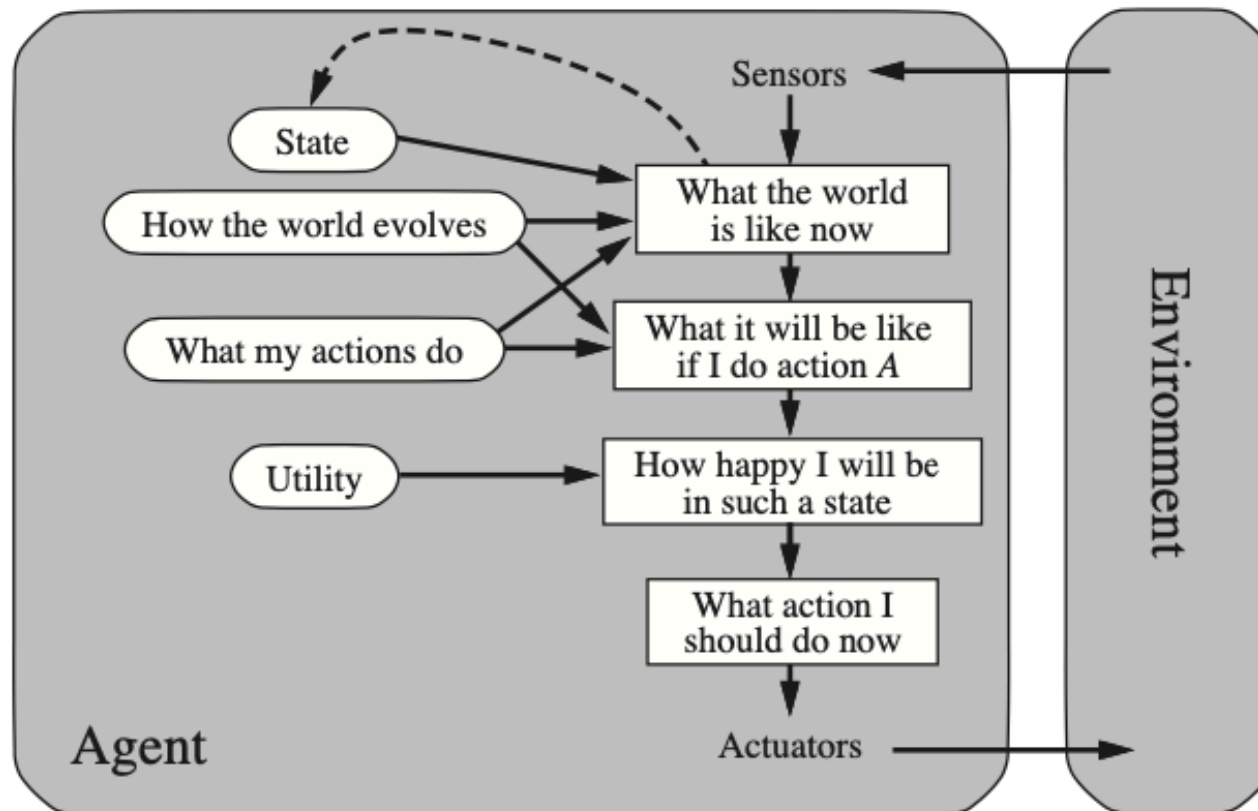 Sensors
State
What the world
is like now
How the world evolves
What it will be like
if I do action A
What my actions do
How happy I will be
in such a state
Utility
What action I
should do now
Agent
Actuators
Environment